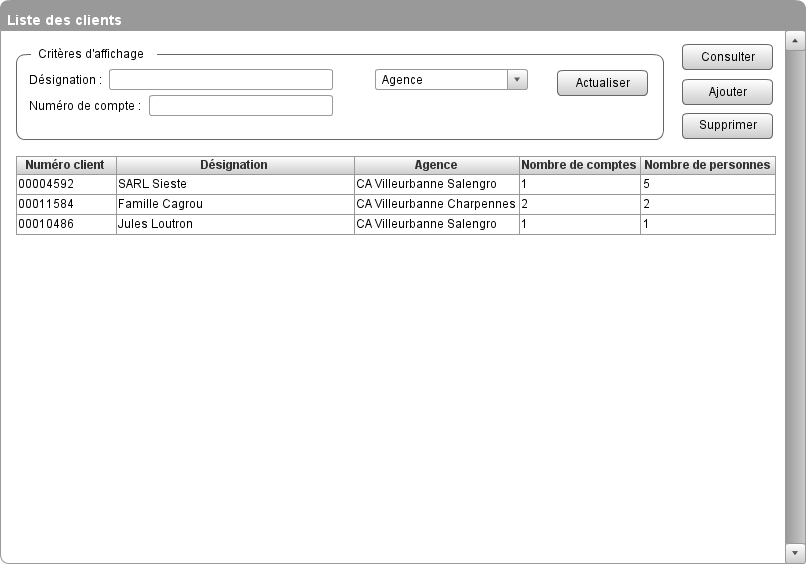 Liste des clients
Critères d'affichage
Désignation :
Agence
Actualiser
Numéro de compte :
Consulter
Ajouter
Supprimer
Numéro client Désignation Agence Nombre de comptes Nombre de personnes
00004592 SARL Sieste CA Villeurbanne Salengro 1 5
00011584 Famille Cagrou CA Villeurbanne Charpennes 2 2
00010486 Jules Loutron CA Villeurbanne Salengro 1 1